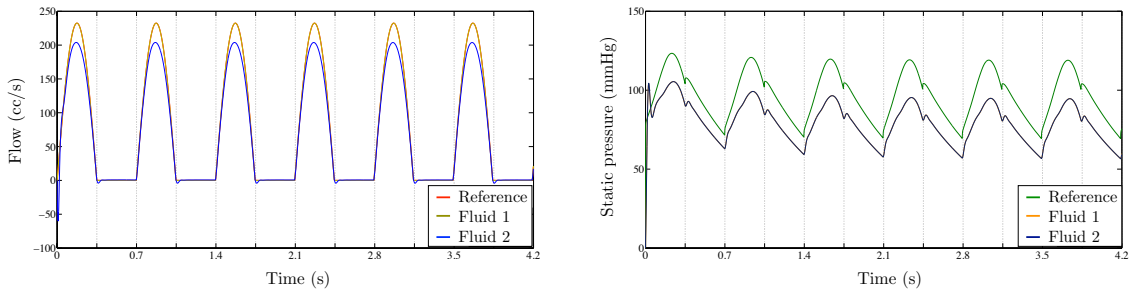 250
200
150
100
50
0
−50
−100
0 0.7 1.4 2.1 2.8 3.5 4.2
Flow (cc/s)
Time (s)
Reference
Fluid 1
Fluid 2
150
100
50
0
0 0.7 1.4 2.1 2.8 3.5 4.2
Static pressure (mmHg)
Time (s)
Reference
Fluid 1
Fluid 2